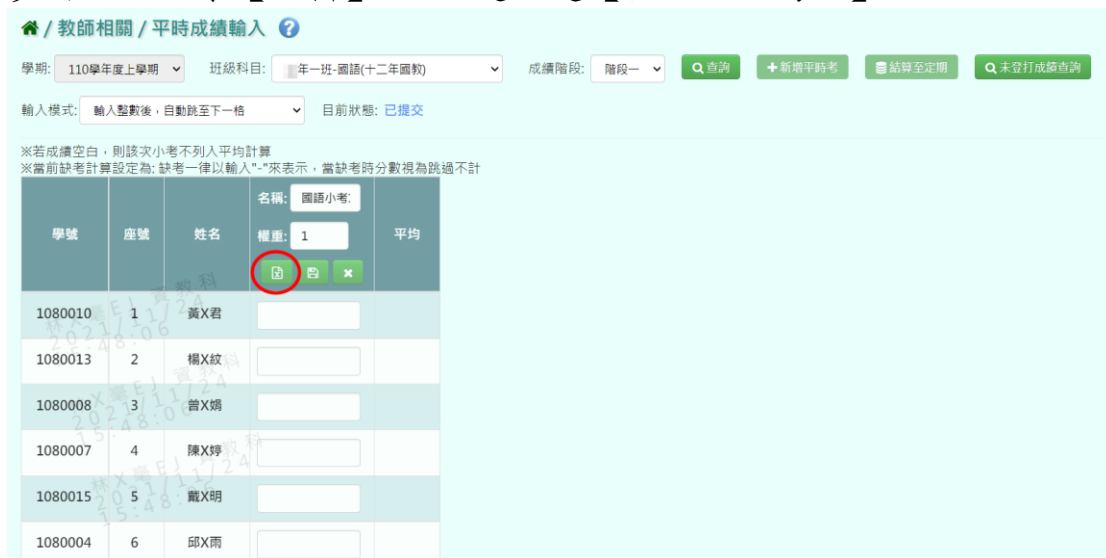 / 教師相關 / 平時成績輸入 ?
學期: 110學年度上學期 班級科目: 年一班-國語(十二年國教) 成績階段: 階段一 查詢 +新增平時考 結算至定期 未登打成績查詢
輸入模式: 輸入整數後，自動跳至下一格 目前狀態: 已提交
※若成績空白，則該次小考不列入平均計算
※當前缺考計算設定為: 缺考一律以輸入"-"來表示，當缺考時分數視為跳過不計
學號 座號 姓名 名稱: 國語小考: 權重: 1 平均
1080010 1 黃X君
1080013 2 楊X紋
1080008 3 曾X娟
1080007 4 陳X婷
1080015 5 戴X明
1080004 6 邱X雨